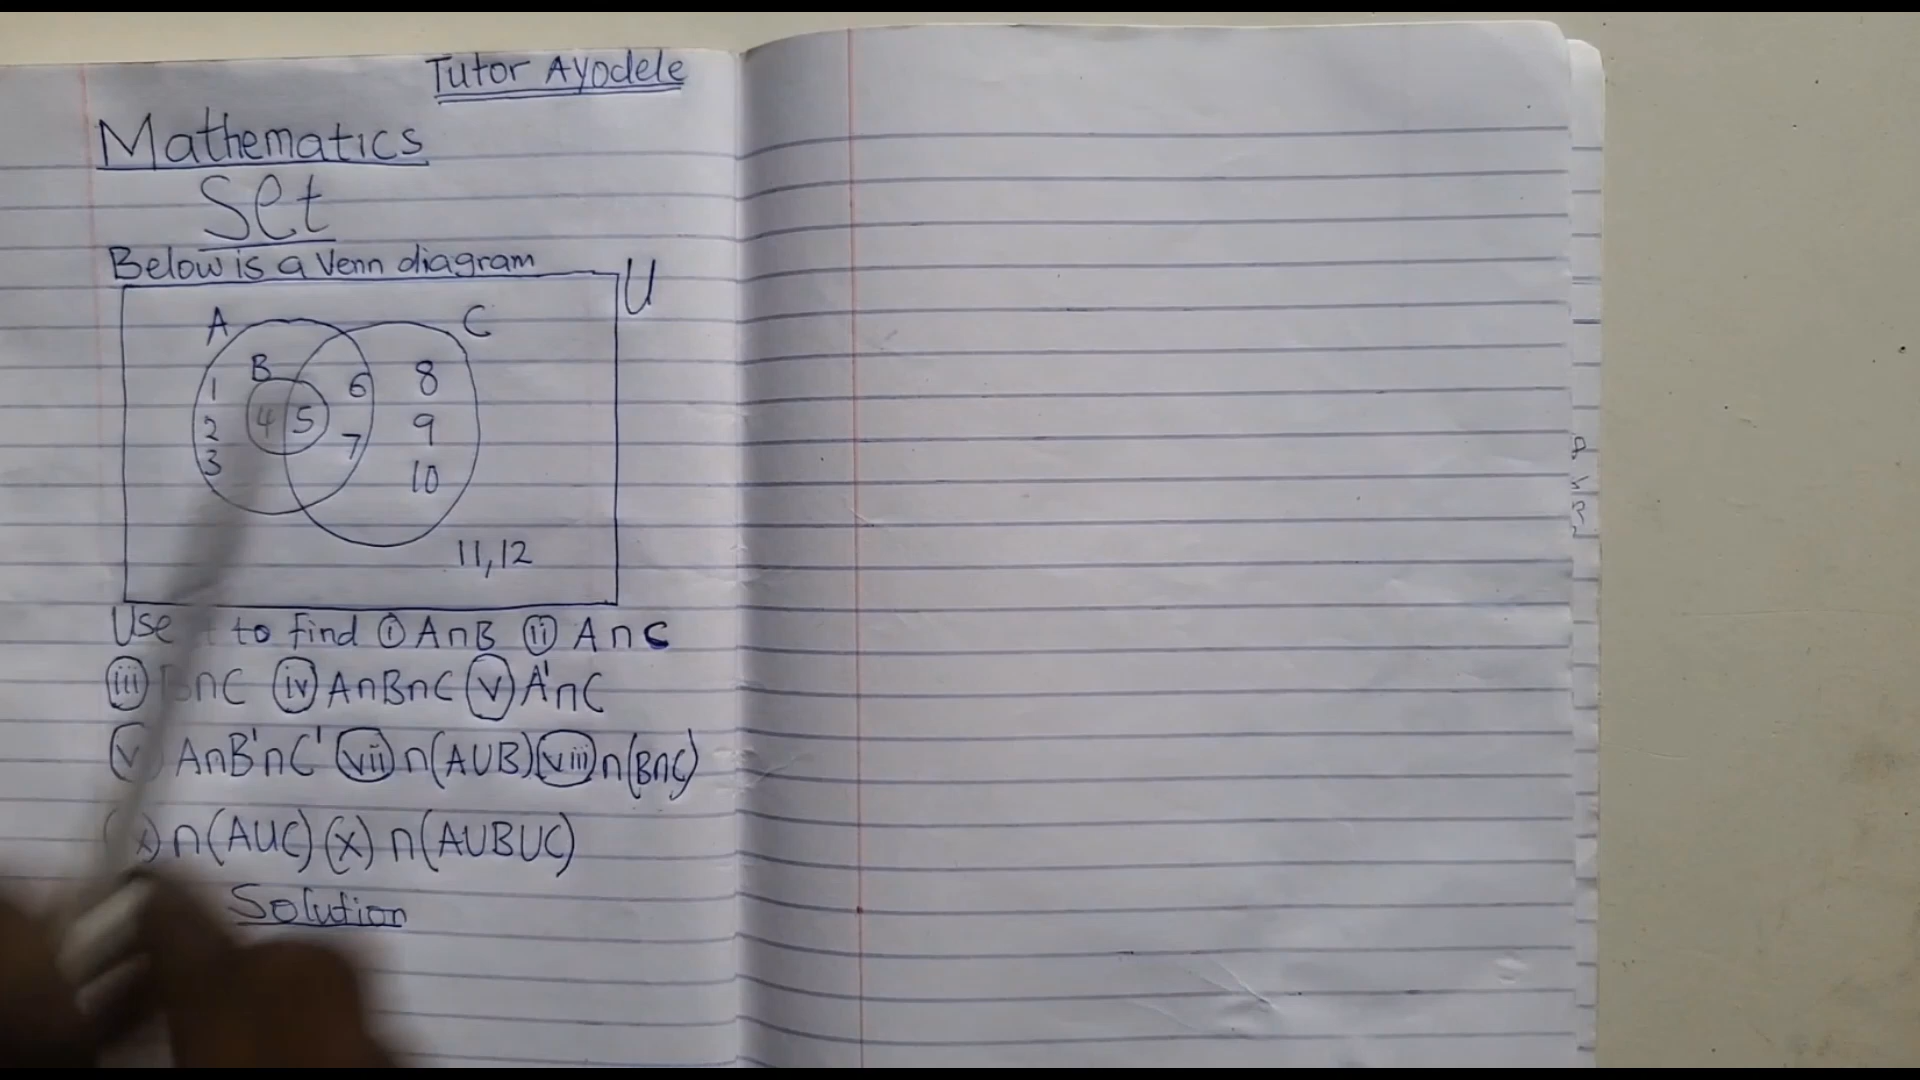 Tutor Ayodele
Mathematics
Set
Below is a Venn diagram
U
A
C
B
1
6
8
4
5
2
9
7
3
10
11,12
Use to find (i) A∩B (ii) A∩C
(iii) B∩C (iv) A∩B∩C (v) A'∩C
A∩B'∩C' (vii) n(AUB) (viii) n(B∩C)
n(AUC) (x) n(AUBUC)
Solution